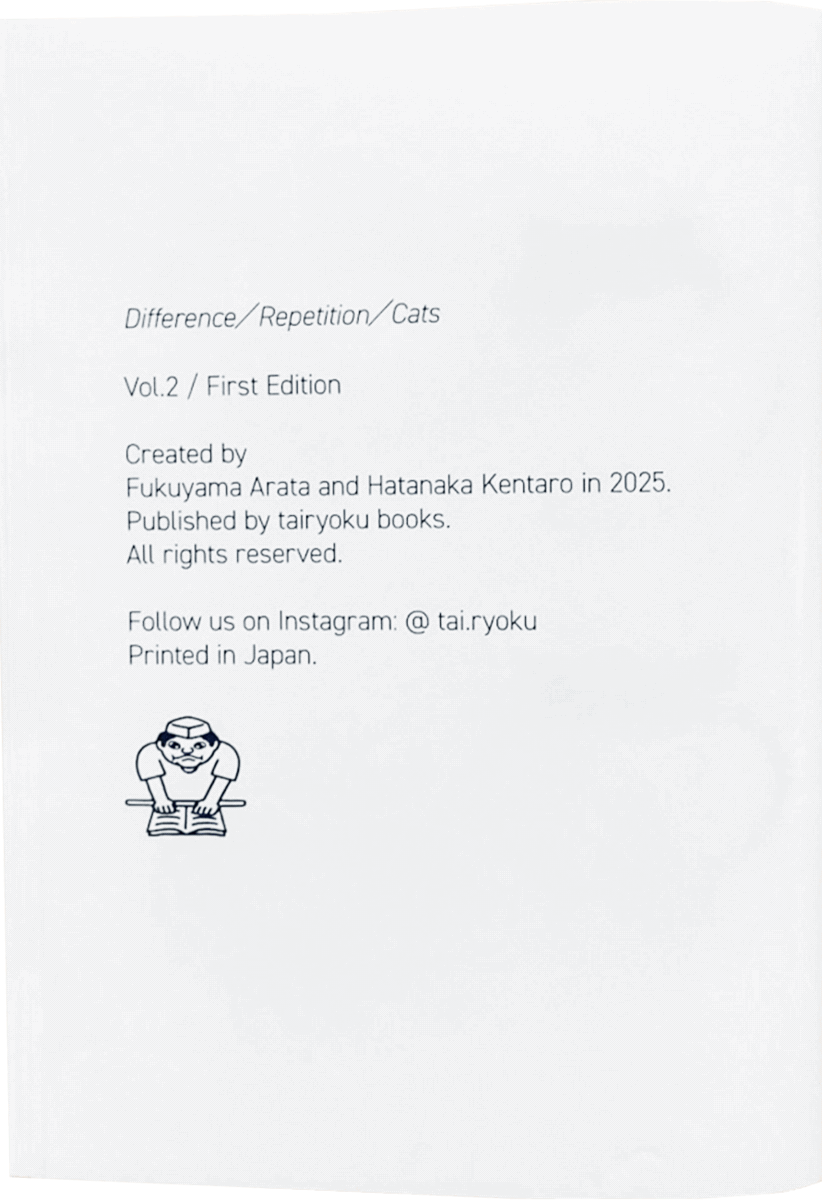 Difference／Repetition／Cats
Vol.2 / First Edition
Created by
Fukuyama Arata and Hatanaka Kentaro in 2025.
Published by tairyoku books.
All rights reserved.
Follow us on Instagram: @ tai.ryoku
Printed in Japan.